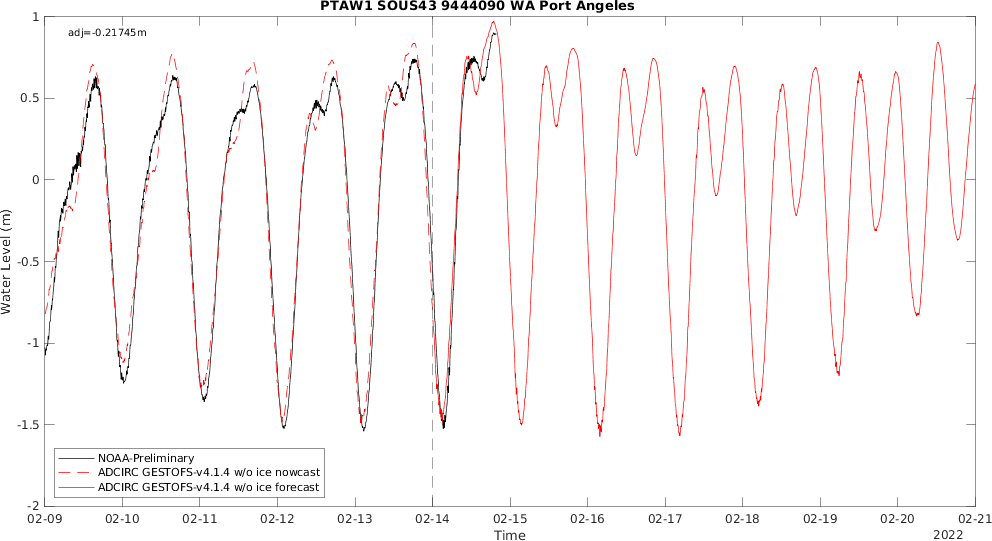 PTAW1 SOUS43 9444090 WA Port Angeles
adj=-0.21745m
1
0.5
0
-0.5
-1
-1.5
-2
Water Level (m)
NOAA-Preliminary
ADCIRC GESTOFS-v4.1.4 w/o ice nowcast
ADCIRC GESTOFS-v4.1.4 w/o ice forecast
02-09 02-10 02-11 02-12 02-13 02-14 02-15 02-16 02-17 02-18 02-19 02-20 02-21
Time
2022